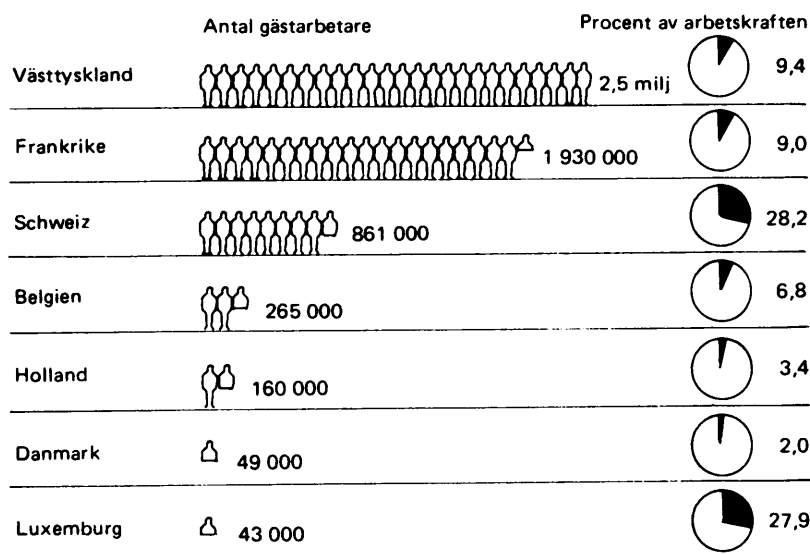 Antal gästarbetare Procent av arbetskraften
Västtyskland 2,5 milj 9,4
Frankrike 1 930 000 9,0
Schweiz 861 000 28,2
Belgien 265 000 6,8
Holland 160 000 3,4
Danmark 49 000 2,0
Luxemburg 43 000 27,9